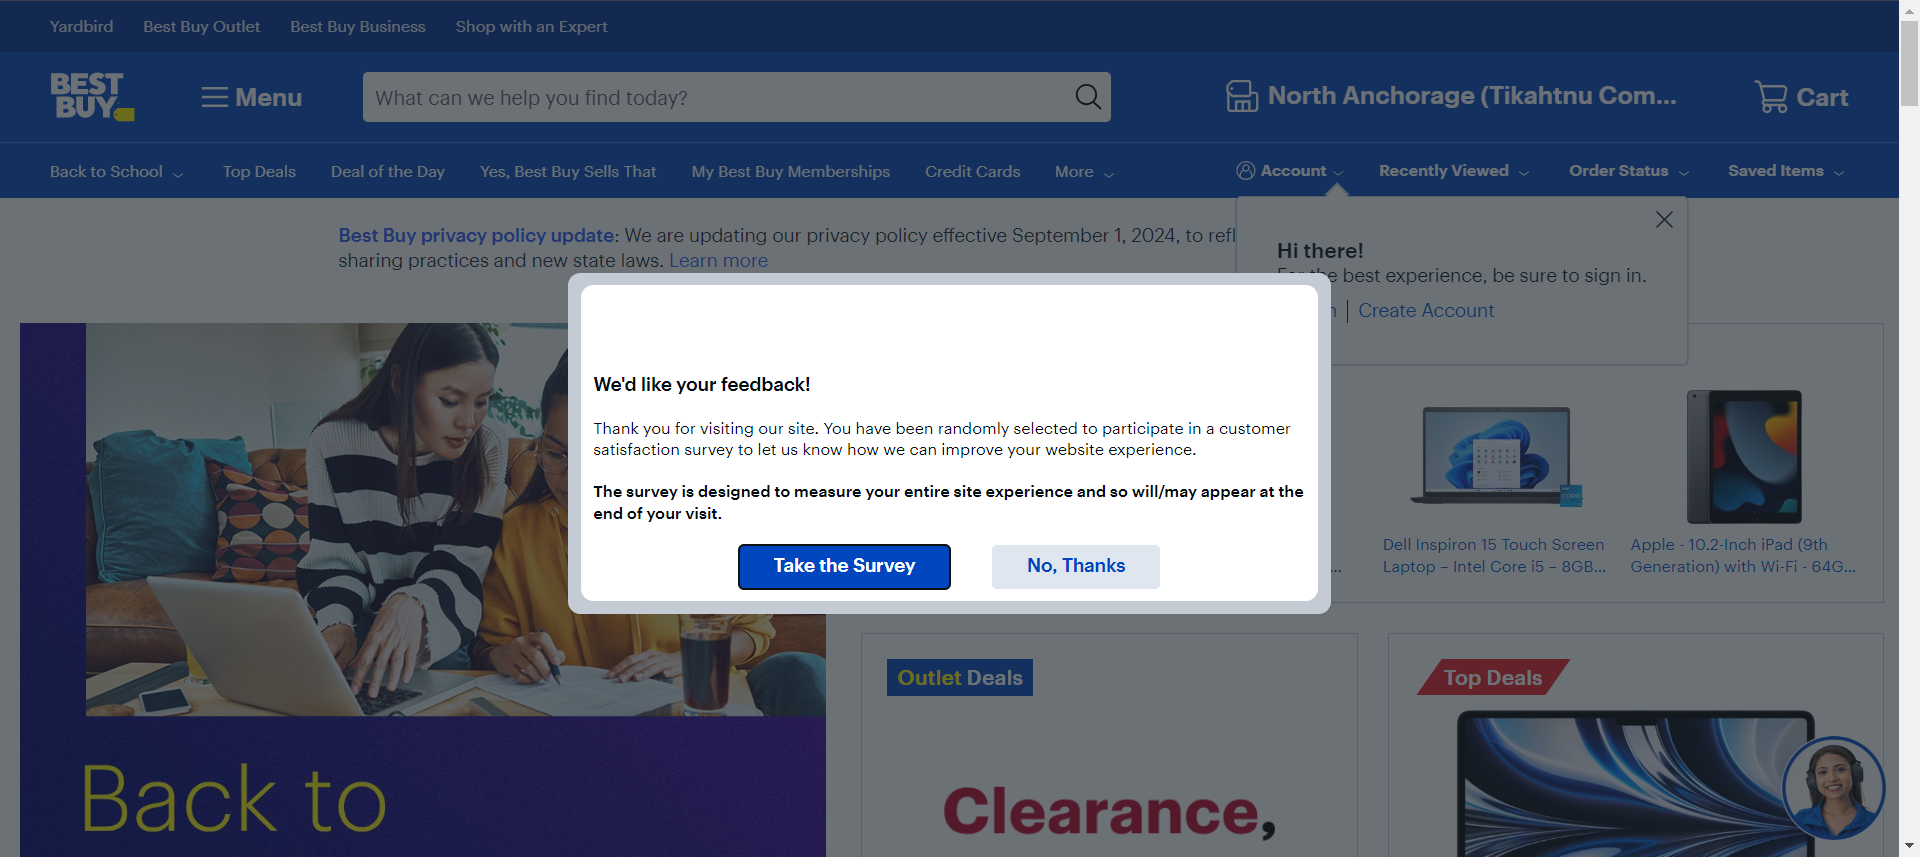 Yardbird Best Buy Outlet Best Buy Business Shop with an Expert
BEST BUY
Menu
What can we help you find today?
North Anchorage (Tikahtnu Com...
Cart
Back to School Top Deals Deal of the Day Yes, Best Buy Sells That My Best Buy Memberships Credit Cards More
Account Recently Viewed Order Status Saved Items
Best Buy privacy policy update: We are updating our privacy policy effective September 1, 2024, to
sharing practices and new state laws. Learn more
Hi there!
the best experience, be sure to sign in.
Create Account
We'd like your feedback!
Thank you for visiting our site. You have been randomly selected to participate in a customer
satisfaction survey to let us know how we can improve your website experience.
The survey is designed to measure your entire site experience and so will/may appear at the
end of your visit.
Take the Survey
No, Thanks
Dell Inspiron 15 Touch Screen
Laptop – Intel Core i5 – 8GB...
Apple - 10.2-Inch iPad (9th
Generation) with Wi-Fi - 64G...
Outlet Deals
Clearance,
Top Deals
Back to